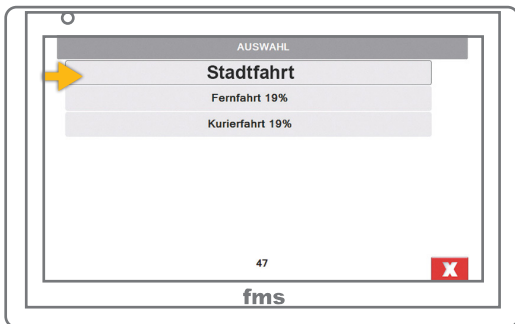 AUSWAHL
Stadtfahrt
Fernfahrt 19%
Kurierfahrt 19%
47
X
fms